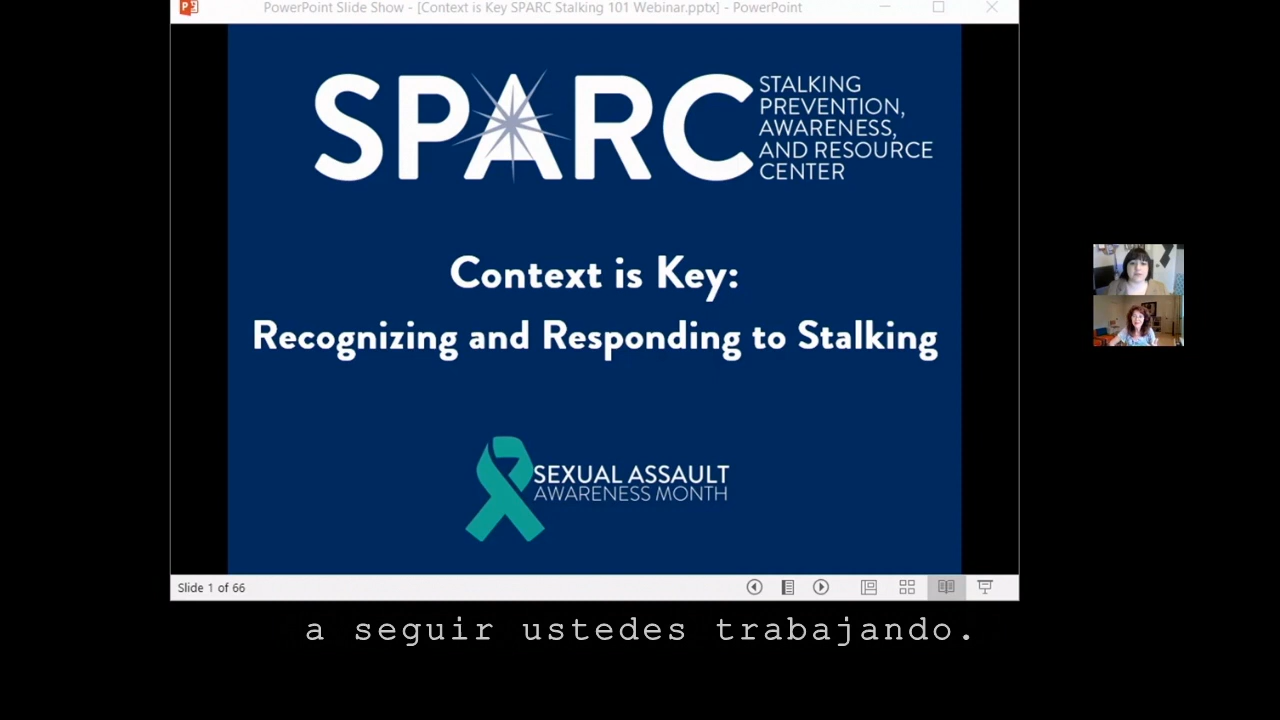 PowerPoint Slide Show - [Context is Key SPARC Stalking 101 Webinar.pptx] - PowerPoint
SPARC
STALKING
PREVENTION,
AWARENESS,
AND RESOURCE
CENTER
Context is Key:
Recognizing and Responding to Stalking
SEXUAL ASSAULT
AWARENESS MONTH
Slide 1 of 66
a seguir ustedes trabajando.